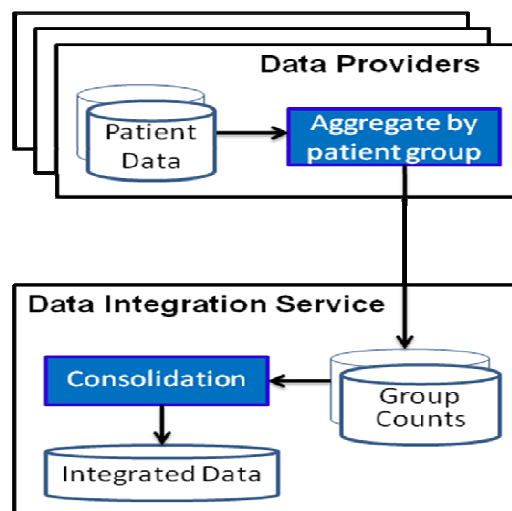 Data Providers
Patient
Data
Aggregate by
patient group
Data Integration Service
Consolidation
Group
Counts
Integrated Data